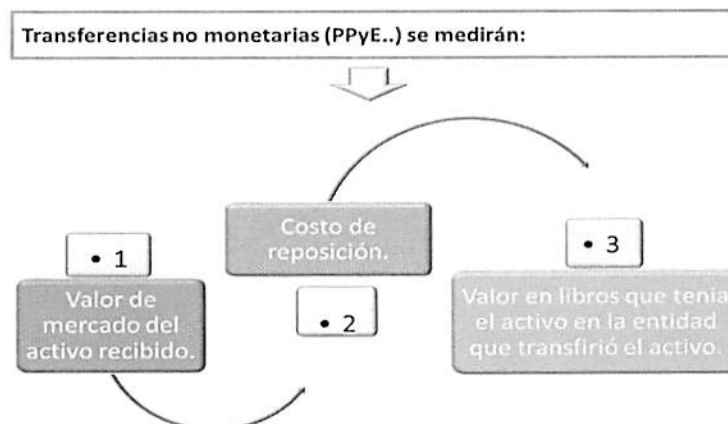 Transferencias no monetarias (PPyE..) se medirán:
• 1
Valor de
mercado del
activo recibido.
Costo de
reposición.
• 2
• 3
Valor en libros que tenia
el activo en la entidad
que transfirió el activo.